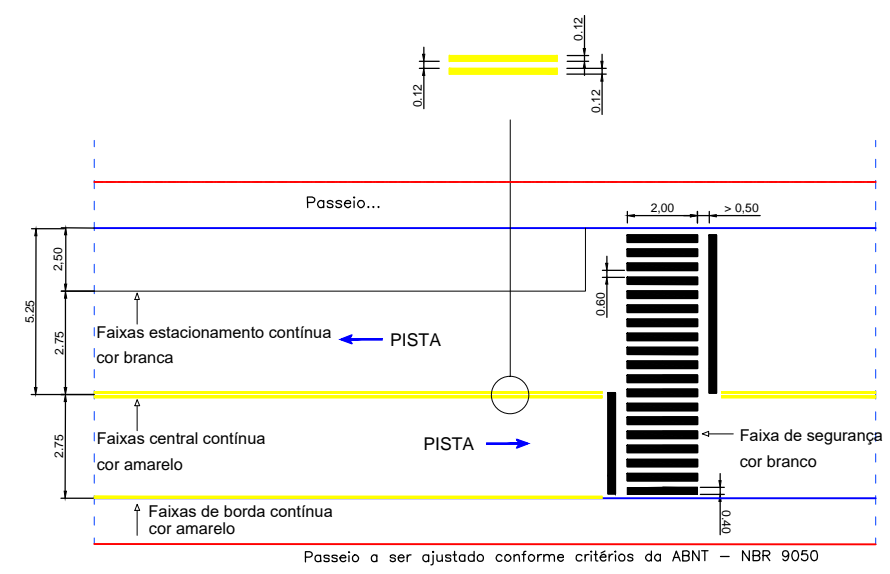 0.12
0.12
0.12
Passeio...
2,00
> 0,50
2,50
5.25
0.60
Faixas estacionamento contínua
cor branca
PISTA
2.75
Faixas central contínua
cor amarelo
PISTA
2.75
Faixa de segurança
cor branco
Faixas de borda contínua
cor amarelo
0.40
Passeio a ser ajustado conforme critérios da ABNT – NBR 9050